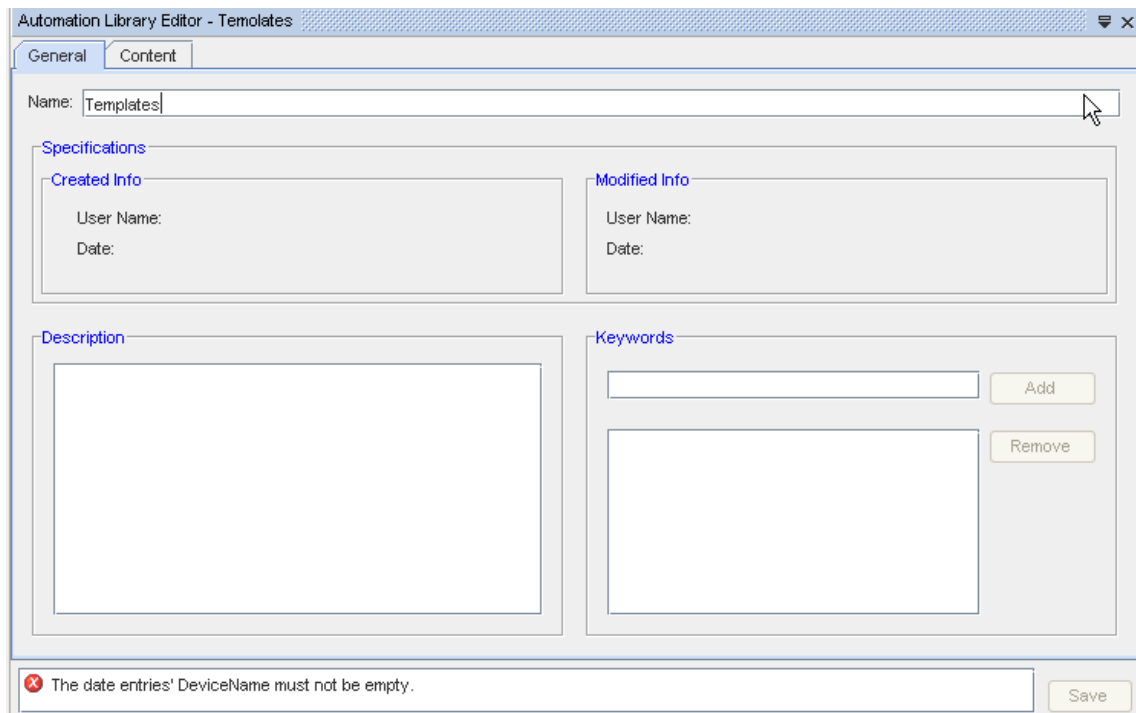 Automation Library Editor - Temolates
General Content
Name: Templates
Specifications
Created Info
User Name:
Date:
Modified Info
User Name:
Date:
Description
Keywords
Add
Remove
The date entries' DeviceName must not be empty.
Save